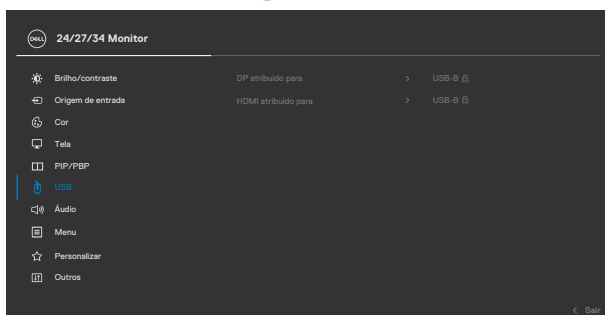 DELL 24/27/34 Monitor
Brilho/contraste DP atribuído para > USB-B
Origem de entrada HDMI atribuído para > USB-B
Cor
Tela
PIP/PBP
USB
Áudio
Menu
Personalizar
Outros
< Sair